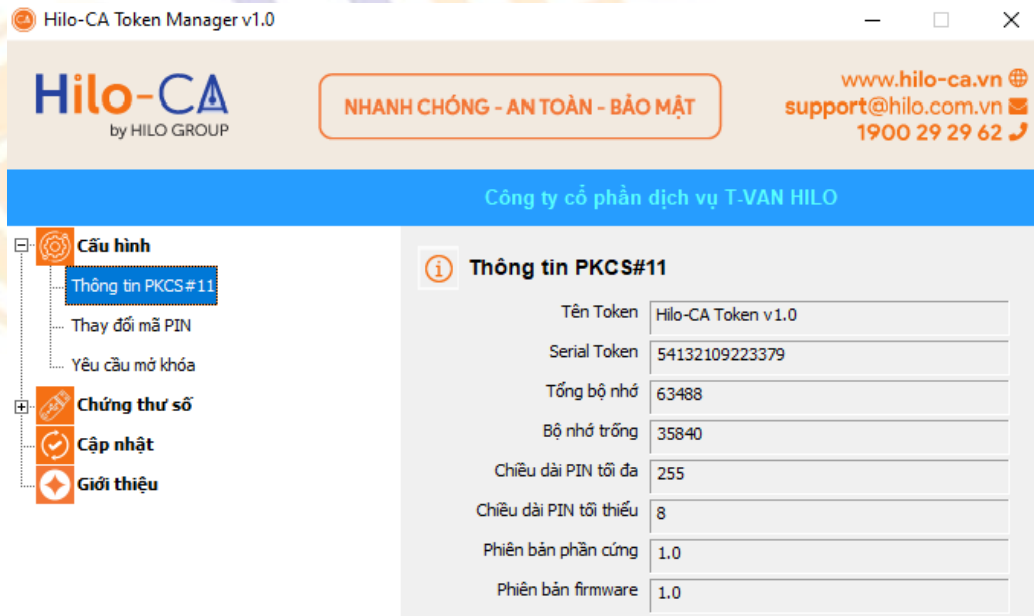 Hilo-CA Token Manager v1.0
Hilo-CA
by HILO GROUP
NHANH CHÓNG - AN TOÀN - BẢO MẬT
www.hilo-ca.vn
support@hilo.com.vn
1900 29 29 62
Công ty cổ phần dịch vụ T-VAN HILO
Cấu hình
Thông tin PKCS#11
Thay đổi mã PIN
Yêu cầu mở khóa
Chứng thư số
Cập nhật
Giới thiệu
Thông tin PKCS#11
Tên Token Hilo-CA Token v1.0
Serial Token 54132109223379
Tổng bộ nhớ 63488
Bộ nhớ trống 35840
Chiều dài PIN tối đa 255
Chiều dài PIN tối thiểu 8
Phiên bản phần cứng 1.0
Phiên bản firmware 1.0